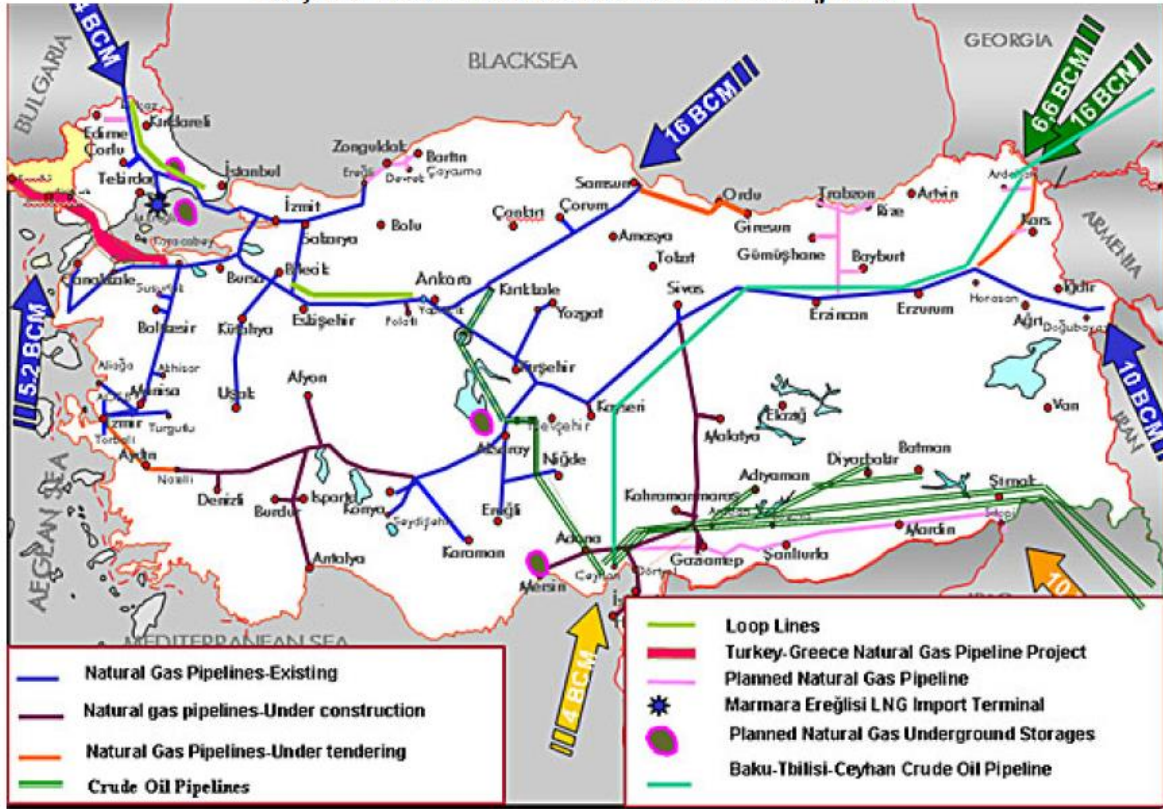 4 BCM
BULGARIA
BLACKSEA
GEORGIA
16 BCM
6,6 BCM
16 BCM
ARMENIA
Edirne
Kırklareli
Çorlu
Tekirdağ
İstanbul
Zonguldak
Bartın
Ereğli
Devrek
Çaycuma
İzmit
Sakarya
Bolu
Çankırı
Çorum
Samsun
Amasya
Tokat
Ordu
Giresun
Trabzon
Rize
Artvin
Ardahan
Kars
Gümüşhane
Bayburt
Karacabey
Çanakkale
Bursa
Bilecik
Eskişehir
Polatlı
Ankara
Kırıkkale
Yozgat
Sivas
Erzincan
Erzurum
Horasan
Iğdır
Ağrı
Doğubayazıt
5.2 BCM
Balıkesir
Kütahya
Kırşehir
Kayseri
10 BCM
IRAN
Aliağa
Akhisar
Manisa
Uşak
Afyon
İzmir
Turgutlu
Torbalı
Aydın
Nazilli
Denizli
Burdur
Isparta
Konya
Seydişehir
Aksaray
Nevşehir
Niğde
Ereğli
Karaman
Malatya
Elazığ
Van
Batman
Diyarbakır
Adıyaman
Kahramanmaraş
Şırnak
Mardin
Şanlıurfa
Gaziantep
Adana
Ceyhan
Dörtyol
Mersin
Antalya
AEGEAN SEA
MEDITERRANEAN SEA
4 BCM
10
Natural Gas Pipelines-Existing
Natural gas pipelines-Under construction
Natural Gas Pipelines-Under tendering
Crude Oil Pipelines
Loop Lines
Turkey-Greece Natural Gas Pipeline Project
Planned Natural Gas Pipeline
Marmara Ereğlisi LNG Import Terminal
Planned Natural Gas Underground Storages
Baku-Tbilisi-Ceyhan Crude Oil Pipeline